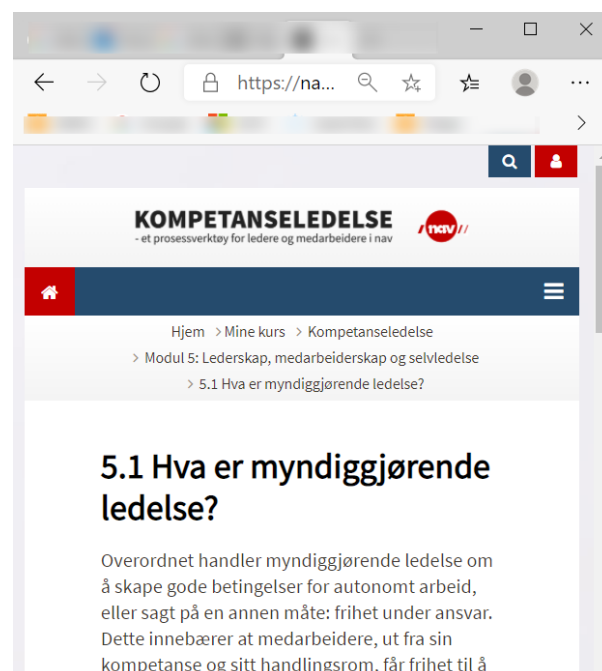 https://na...
KOMPETANSELEDELSE
- et prosessverktøy for ledere og medarbeidere i nav
nav
Hjem > Mine kurs > Kompetanseledelse
> Modul 5: Lederskap, medarbeiderskap og selvledelse
> 5.1 Hva er myndiggjørende ledelse?
5.1 Hva er myndiggjørende
ledelse?
Overordnet handler myndiggjørende ledelse om
å skape gode betingelser for autonomt arbeid,
eller sagt på en annen måte: frihet under ansvar.
Dette innebærer at medarbeidere, ut fra sin
kompetanse og sitt handlingsrom, får frihet til å